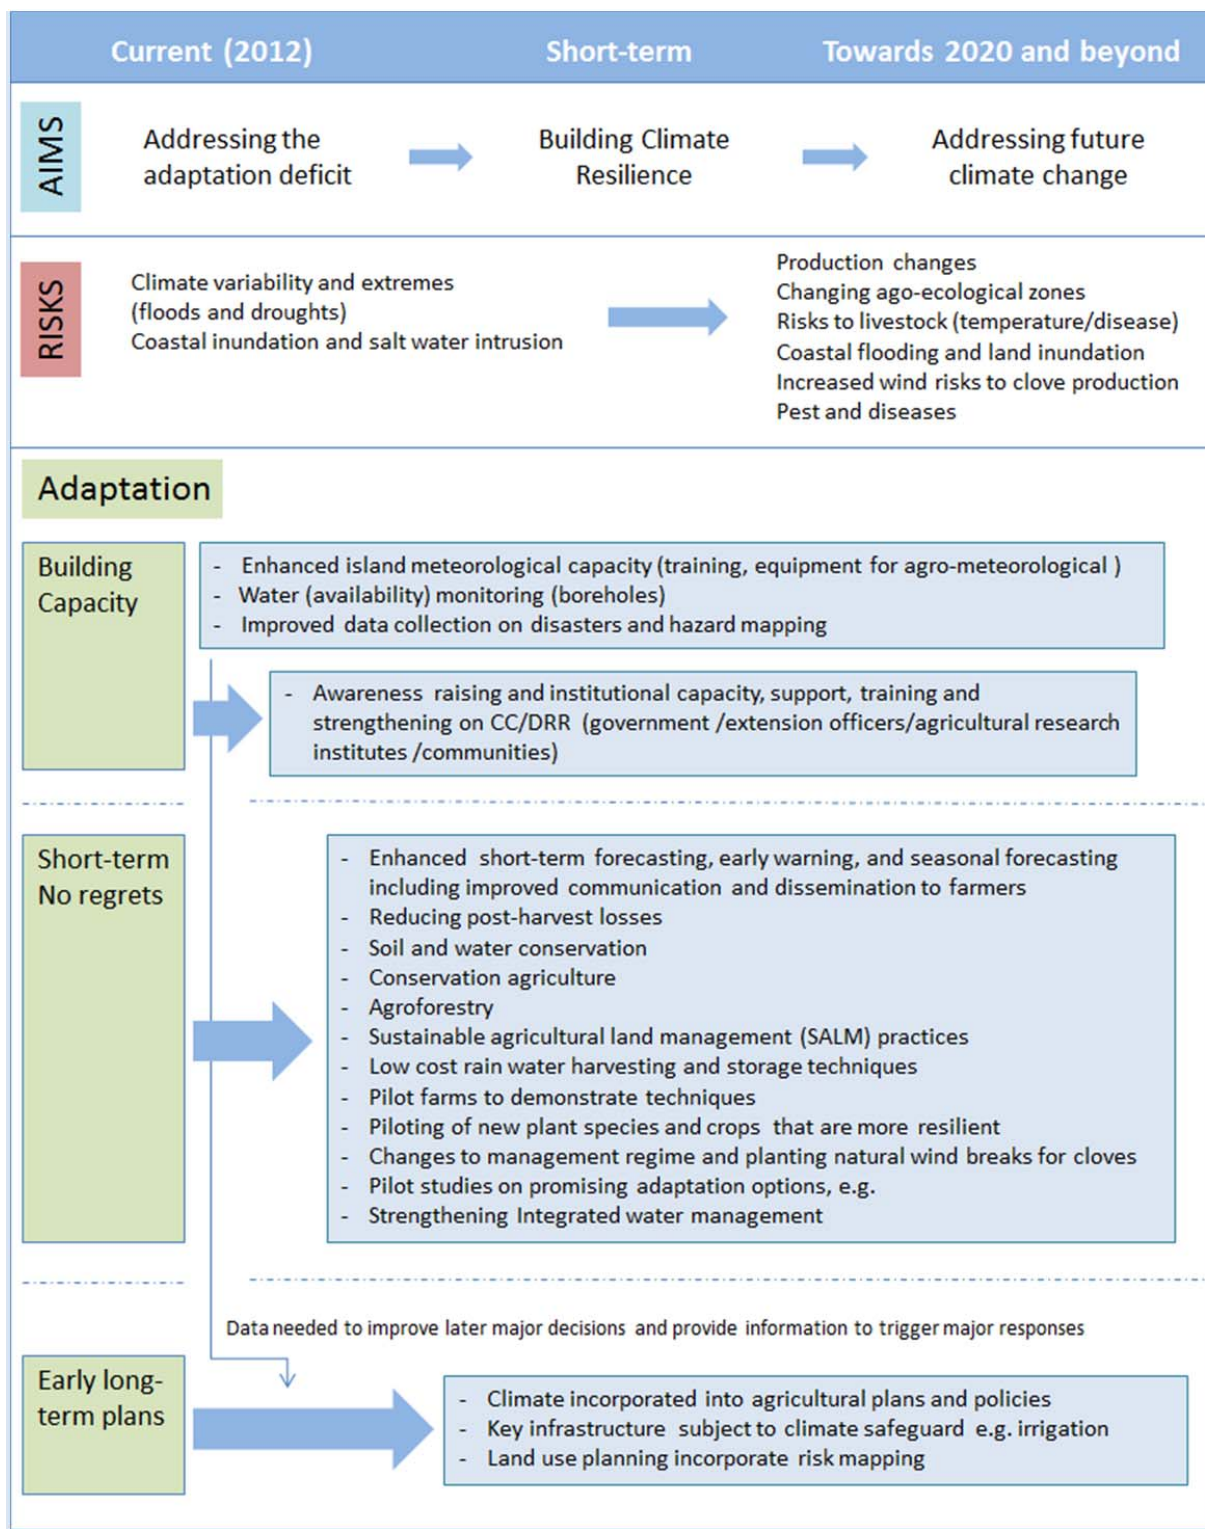 Current (2012)
Short-term
Towards 2020 and beyond
AIMS
Addressing the
adaptation deficit
Building Climate
Resilience
Addressing future
climate change
RISKS
Climate variability and extremes
(floods and droughts)
Coastal inundation and salt water intrusion
Production changes
Changing ago-ecological zones
Risks to livestock (temperature/disease)
Coastal flooding and land inundation
Increased wind risks to clove production
Pest and diseases
Adaptation
Building
Capacity
- Enhanced island meteorological capacity (training, equipment for agro-meteorological )
- Water (availability) monitoring (boreholes)
- Improved data collection on disasters and hazard mapping
- Awareness raising and institutional capacity, support, training and
strengthening on CC/DRR (government /extension officers/agricultural research
institutes /communities)
Short-term
No regrets
- Enhanced short-term forecasting, early warning, and seasonal forecasting
including improved communication and dissemination to farmers
- Reducing post-harvest losses
- Soil and water conservation
- Conservation agriculture
- Agroforestry
- Sustainable agricultural land management (SALM) practices
- Low cost rain water harvesting and storage techniques
- Pilot farms to demonstrate techniques
- Piloting of new plant species and crops that are more resilient
- Changes to management regime and planting natural wind breaks for cloves
- Pilot studies on promising adaptation options, e.g.
- Strengthening Integrated water management
Data needed to improve later major decisions and provide information to trigger major responses
Early long-
term plans
- Climate incorporated into agricultural plans and policies
- Key infrastructure subject to climate safeguard e.g. irrigation
- Land use planning incorporate risk mapping